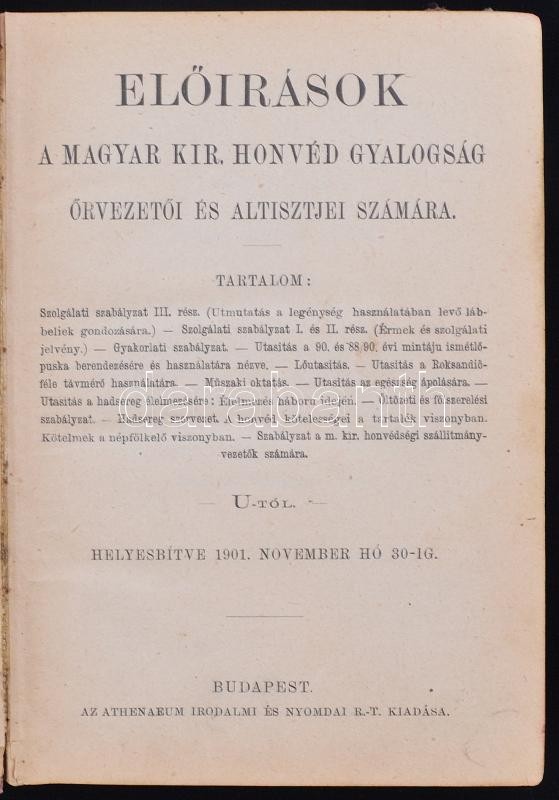 ELŐIRÁSOK
A MAGYAR KIR. HONVÉD GYALOGSÁG
ŐRVEZETŐI ÉS ALTISZTJEI SZÁMÁRA.
TARTALOM:
Szolgálati szabályzat III. rész. (Utmutatás a legénység használatában levő láb-
beliek gondozására.) — Szolgálati szabályzat I. és II. rész. (Érmek és szolgálati
jelvény.) — Gyakorlati szabályzat. — Utasitás a 90. és 88/90. évi mintáju ismétlő-
puska berendezésére és használatára nézve. — Lőutasitás. — Utasitás a Roksandić-
féle távmérő használatára. — Műszaki oktatás. — Utasitás az egészség ápolására. —
Utasitás a hadsereg élelmezésére: Élelmezés háboru idején. — Öltözeti és fölszerelési
szabályzat. — Hadsereg szervezet. A honvéd kötelességei a tartalék viszonyban.
Kötelmek a népfölkelő viszonyban. — Szabályzat a m. kir. honvédségi szállitmány-
vezetők számára.
— U-TÓL. —
HELYESBÍTVE 1901. NOVEMBER HÓ 30-IG.
BUDAPEST.
AZ ATHENAEUM IRODALMI ÉS NYOMDAI R.-T. KIADÁSA.
darabanth